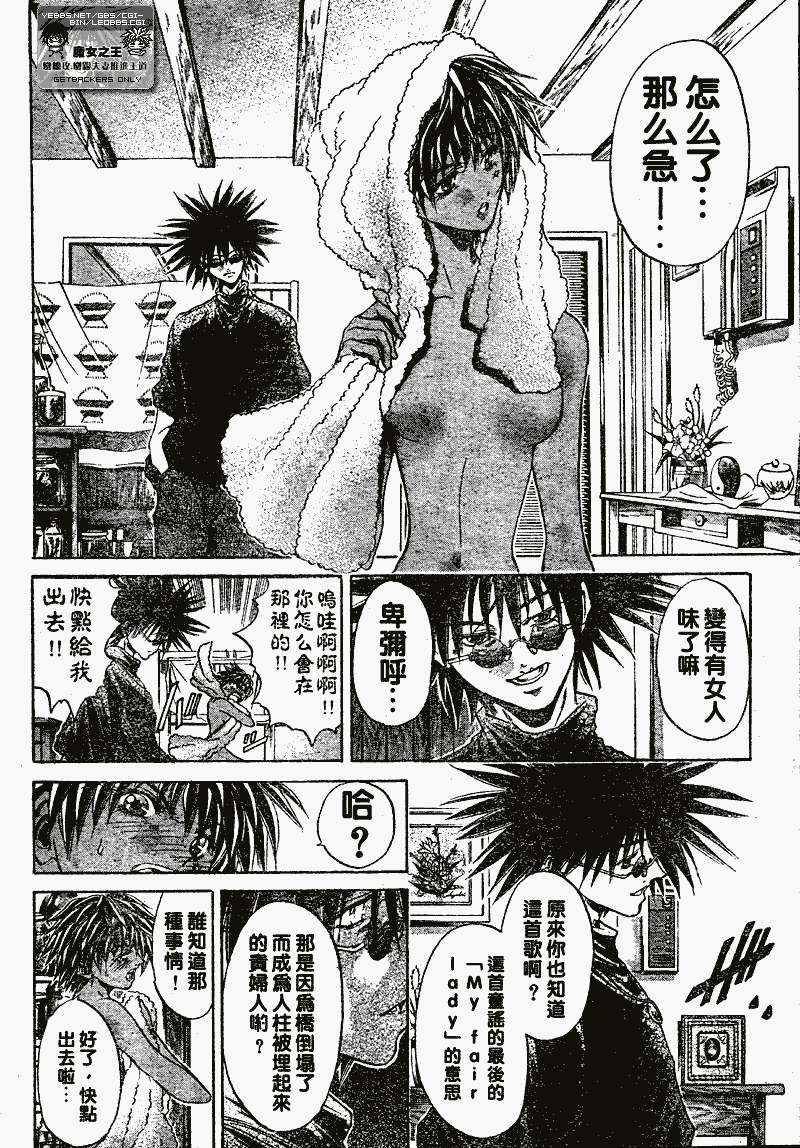 YEBBS.NET/GBS/CGI-
BIN/LEOBBS.CGI
魔女之王
GETBACKERS ONLY
怎么了…
那么急—‥
變得有女人
味了嘛
卑彌呼…
嗚哇啊啊啊!!
你怎么會在
那裡的!!
快點給我
出去!!
哈？
原來你也知道
這首歌啊？
這首童謠的最後的
「My fair
lady」的意思
那是因爲橋倒塌了
而成爲人柱被埋起來
的貴婦人喲？
誰知道那
種事情！
好了，快點
出去啦…